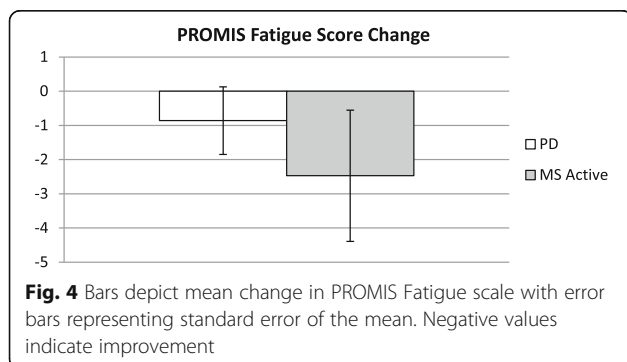 PROMIS Fatigue Score Change
1
0
-1
-2
-3
-4
-5
PD
MS Active
Fig. 4 Bars depict mean change in PROMIS Fatigue scale with error
bars representing standard error of the mean. Negative values
indicate improvement